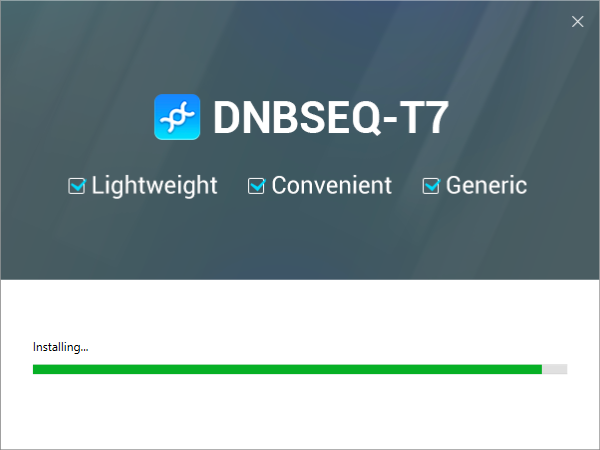 DNBSEQ-T7
Lightweight Convenient Generic
Installing...